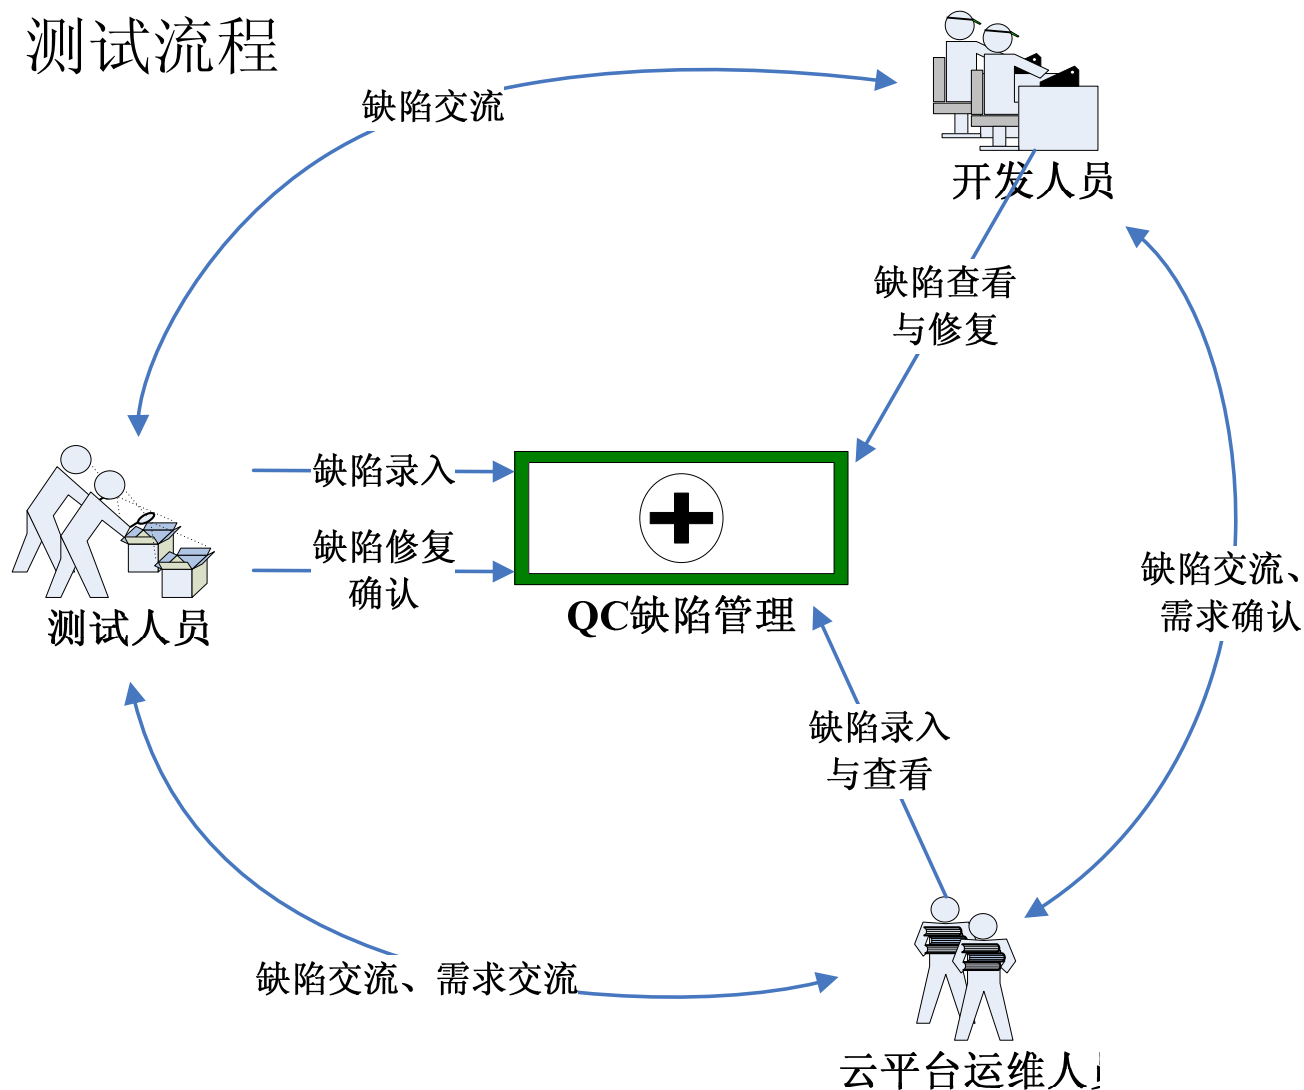 测试流程
缺陷交流
开发人员
缺陷查看
与修复
缺陷录入
缺陷修复
确认
测试人员
QC缺陷管理
缺陷交流、
需求确认
缺陷录入
与查看
缺陷交流、需求交流
云平台运维人员